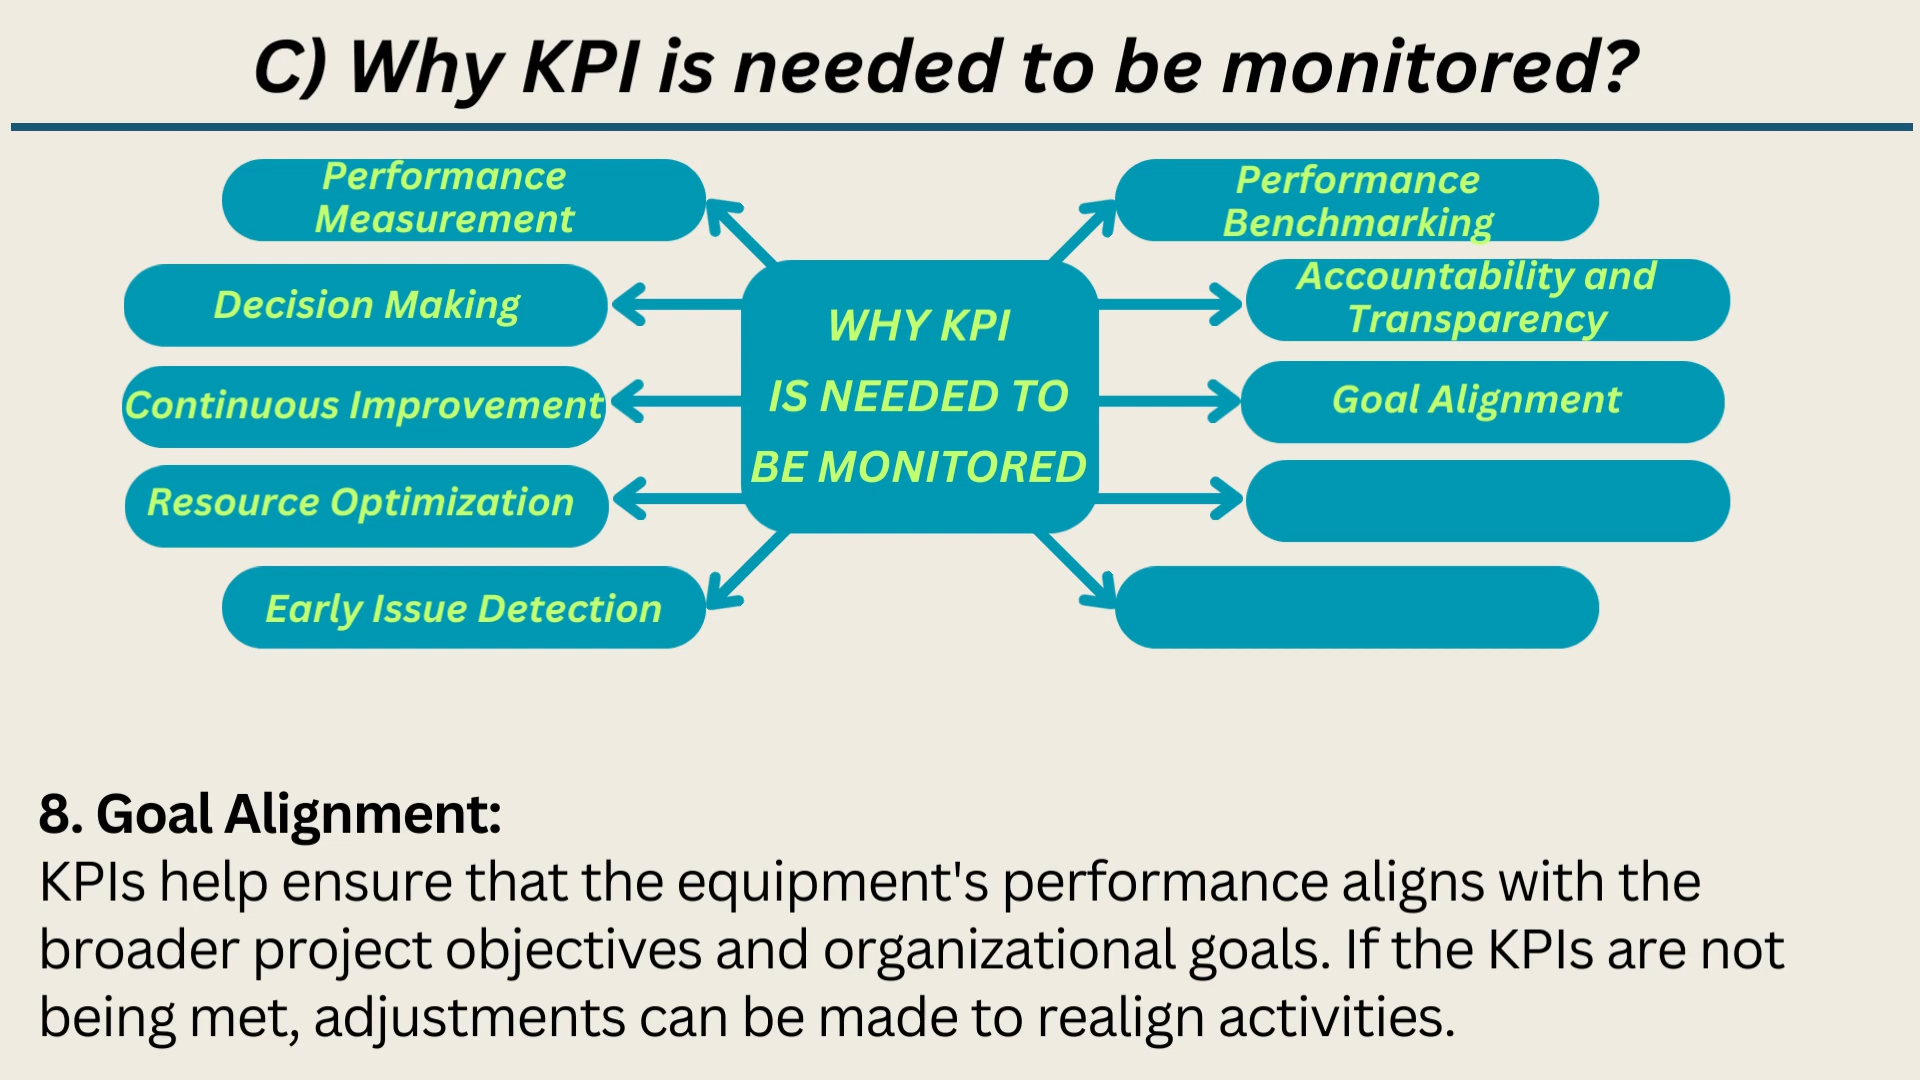 C) Why KPI is needed to be monitored?
Performance
Measurement
Decision Making
Continuous Improvement
Resource Optimization
Early Issue Detection
WHY KPI
IS NEEDED TO
BE MONITORED
Performance
Benchmarking
Accountability and
Transparency
Goal Alignment
8. Goal Alignment:
KPIs help ensure that the equipment's performance aligns with the
broader project objectives and organizational goals. If the KPIs are not
being met, adjustments can be made to realign activities.